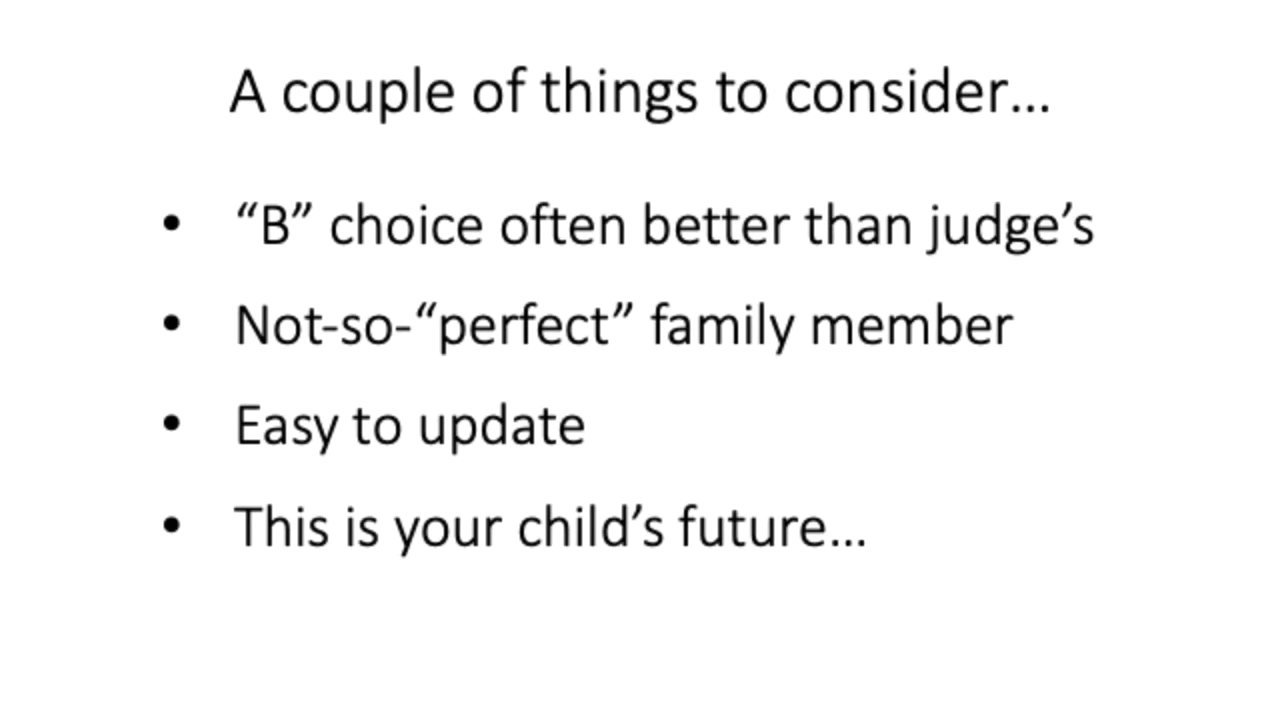 A couple of things to consider…
• “B” choice often better than judge’s
• Not-so-“perfect” family member
• Easy to update
• This is your child’s future…